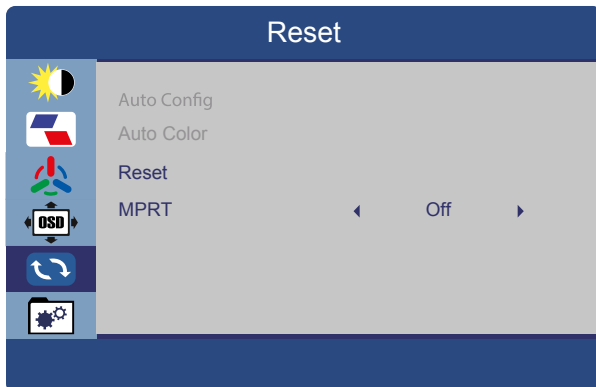 Reset
Auto Config
Auto Color
Reset
MPRT Off
OSD